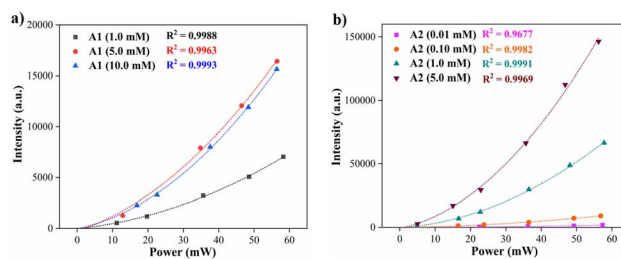 a)
A1 (1.0 mM) R² = 0.9988
A1 (5.0 mM) R² = 0.9963
A1 (10.0 mM) R² = 0.9993
20000
15000
10000
5000
0
Intensity (a.u.)
0 10 20 30 40 50 60
Power (mW)
b)
A2 (0.01 mM) R² = 0.9677
A2 (0.10 mM) R² = 0.9982
A2 (1.0 mM) R² = 0.9991
A2 (5.0 mM) R² = 0.9969
150000
100000
50000
0
Intensity (a.u.)
0 10 20 30 40 50 60
Power (mW)